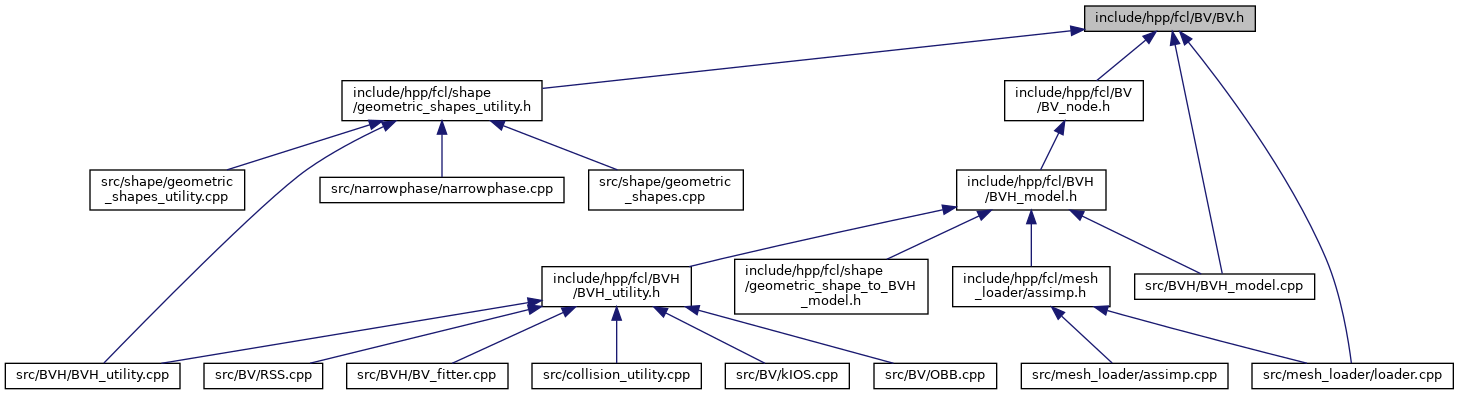 include/hpp/fcl/BV/BV.h
include/hpp/fcl/shape
/geometric_shapes_utility.h
include/hpp/fcl/BV
/BV_node.h
src/shape/geometric
_shapes_utility.cpp
src/narrowphase/narrowphase.cpp
src/shape/geometric
_shapes.cpp
include/hpp/fcl/BVH
/BVH_model.h
include/hpp/fcl/BVH
/BVH_utility.h
include/hpp/fcl/shape
/geometric_shape_to_BVH
_model.h
include/hpp/fcl/mesh
_loader/assimp.h
src/BVH/BVH_model.cpp
src/BVH/BVH_utility.cpp
src/BV/RSS.cpp
src/BVH/BV_fitter.cpp
src/collision_utility.cpp
src/BV/kIOS.cpp
src/BV/OBB.cpp
src/mesh_loader/assimp.cpp
src/mesh_loader/loader.cpp